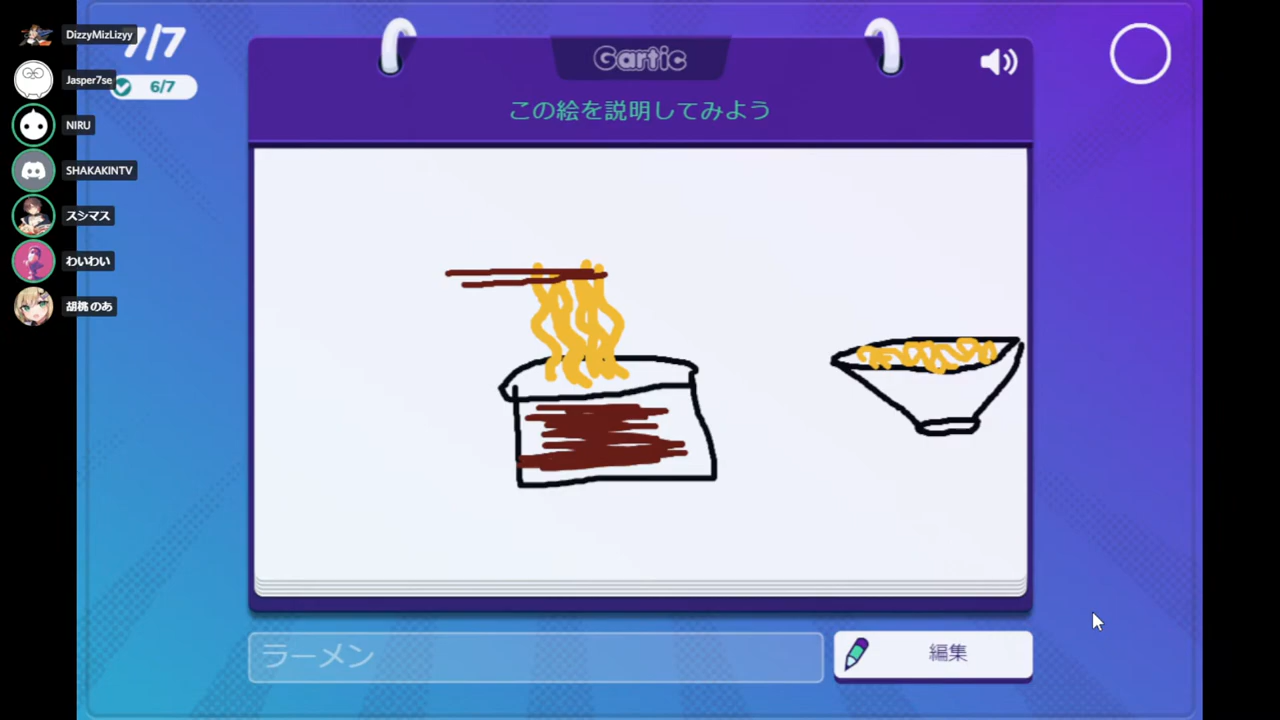 DizzyMizLizyy
7/7
Jasper7se
6/7
NIRU
SHAKAKINTV
スシマス
わいわい
胡桃 のあ
Gartic
この絵を説明してみよう
ラーメン
編集